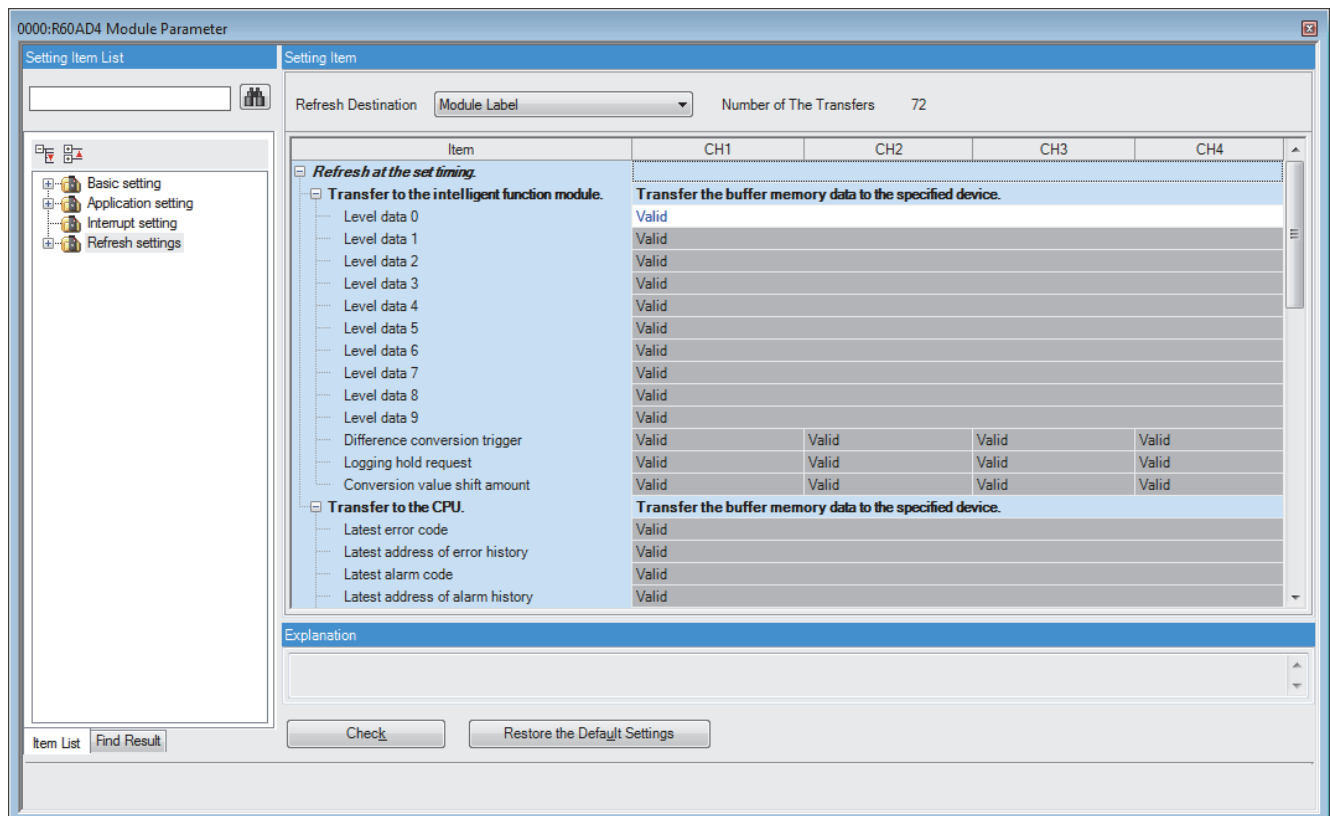 0000:R60AD4 Module Parameter
Setting Item List
Setting Item
Refresh Destination Module Label Number of The Transfers 72
Item CH1 CH2 CH3 CH4
Refresh at the set timing.
Transfer to the intelligent function module. Transfer the buffer memory data to the specified device.
Level data 0 Valid
Level data 1 Valid
Level data 2 Valid
Level data 3 Valid
Level data 4 Valid
Level data 5 Valid
Level data 6 Valid
Level data 7 Valid
Level data 8 Valid
Level data 9 Valid
Difference conversion trigger Valid Valid Valid Valid
Logging hold request Valid Valid Valid Valid
Conversion value shift amount Valid Valid Valid Valid
Transfer to the CPU. Transfer the buffer memory data to the specified device.
Latest error code Valid
Latest address of error history Valid
Latest alarm code Valid
Latest address of alarm history Valid
Basic setting
Application setting
Interrupt setting
Refresh settings
Explanation
Check Restore the Default Settings
Item List Find Result